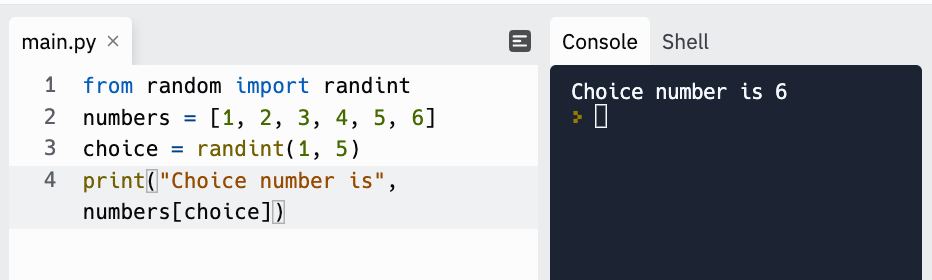 main.py ×
1 from random import randint
2 numbers = [1, 2, 3, 4, 5, 6]
3 choice = randint(1, 5)
4 print("Choice number is",
numbers[choice])
Console Shell
Choice number is 6